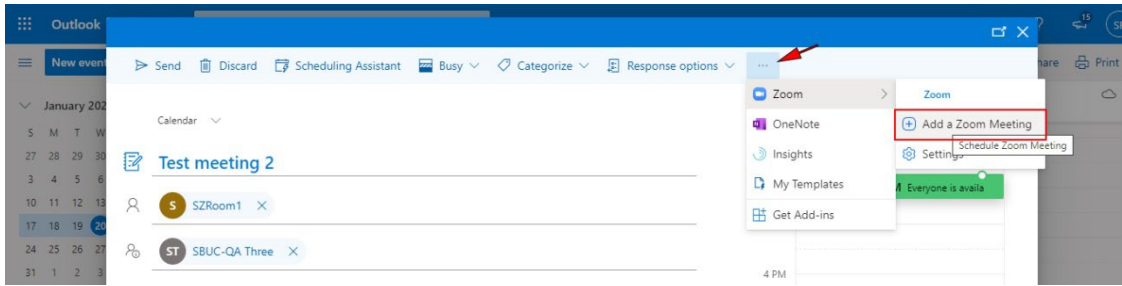 Outlook
15
New event
Send Discard Scheduling Assistant Busy Categorize Response options ...
Print
January 202
Calendar
Zoom
Zoom
S M T W
OneNote
Add a Zoom Meeting
27 28 29 30
Test meeting 2
Insights
Settings
Schedule Zoom Meeting
3 4 5 6
My Templates
Everyone is availa
10 11 12 13
S SZRoom1
Get Add-ins
17 18 19 20
24 25 26 27
ST SBUC-QA Three
31 1 2 3
4 PM